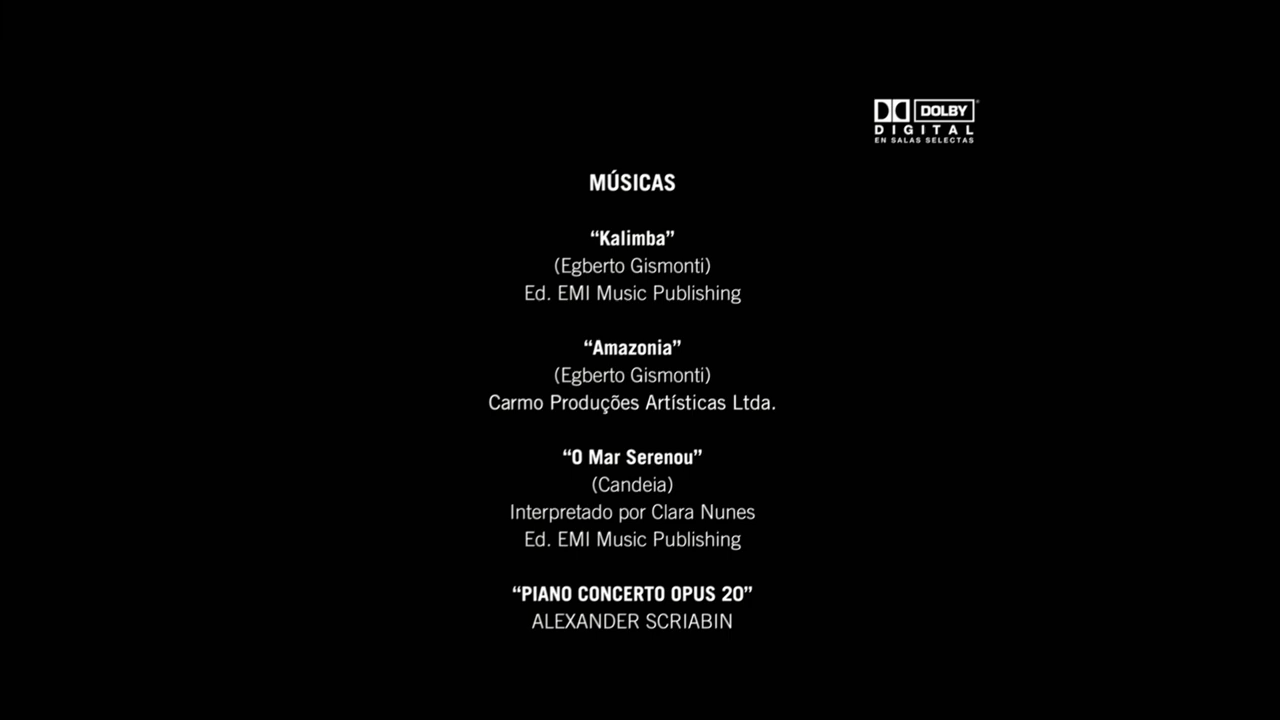 DOLBY
DIGITAL
EN SALAS SELECTAS
MÚSICAS
“Kalimba”
(Egberto Gismonti)
Ed. EMI Music Publishing
“Amazonia”
(Egberto Gismonti)
Carmo Produções Artísticas Ltda.
“O Mar Serenou”
(Candeia)
Interpretado por Clara Nunes
Ed. EMI Music Publishing
“PIANO CONCERTO OPUS 20”
ALEXANDER SCRIABIN